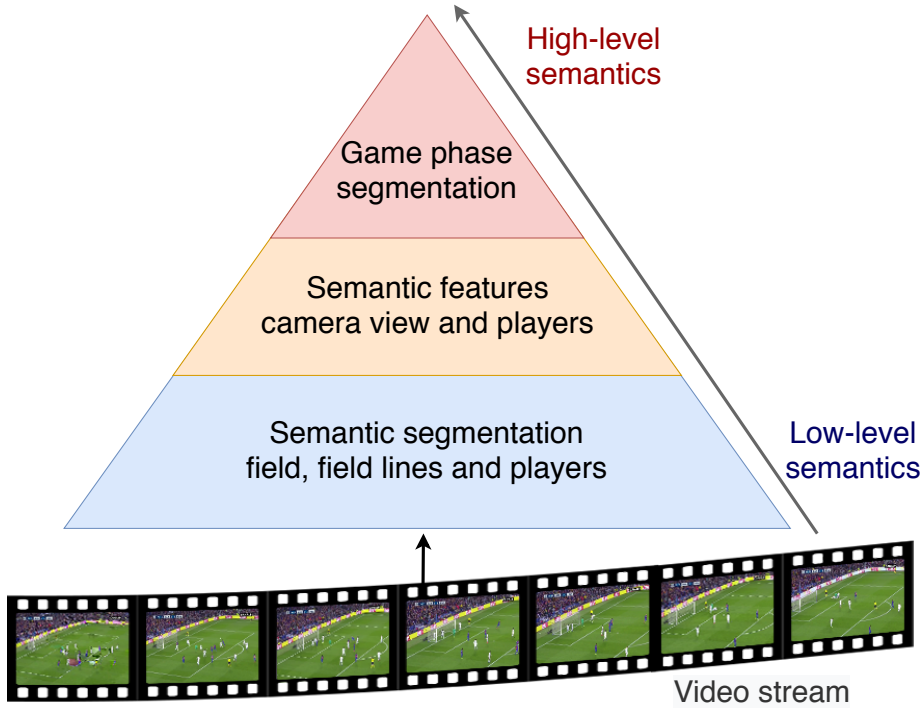 High-level
semantics
Game phase
segmentation
Semantic features
camera view and players
Low-level
semantics
Semantic segmentation
field, field lines and players
Video stream